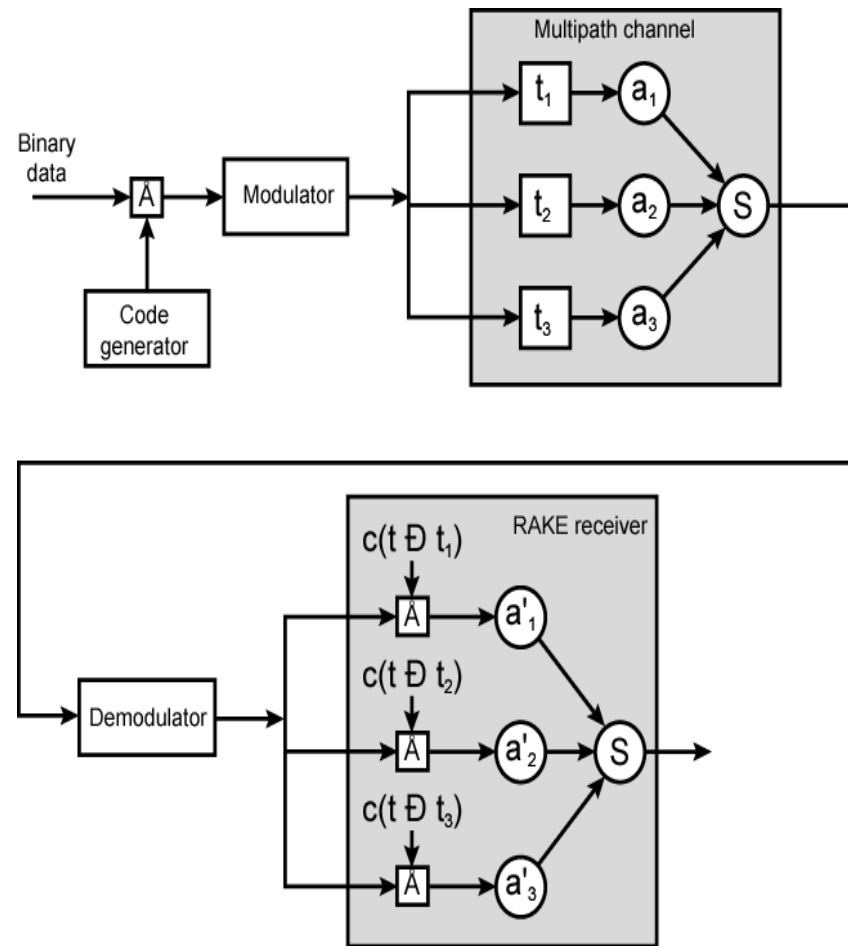 Multipath channel
t₁
a₁
Binary
data
Å
Modulator
t₂
a₂
S
Code
generator
t₃
a₃
RAKE receiver
c(t Ð t₁)
Å
a'₁
c(t Ð t₂)
Demodulator
Å
a'₂
S
c(t Ð t₃)
Å
a'₃